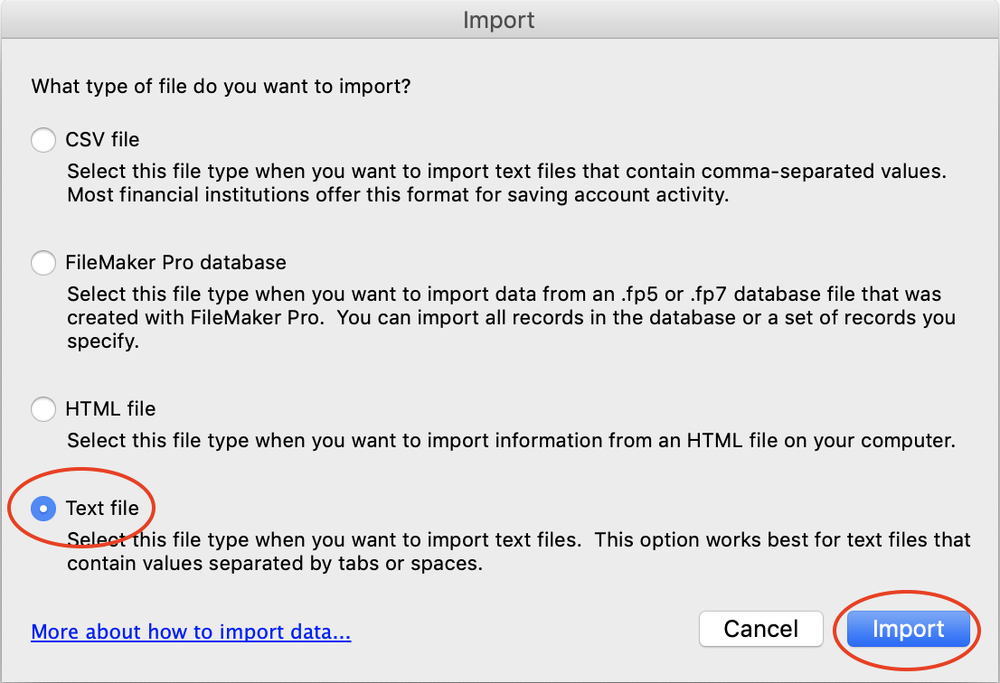 Import
What type of file do you want to import?
CSV file
Select this file type when you want to import text files that contain comma-separated values.
Most financial institutions offer this format for saving account activity.
FileMaker Pro database
Select this file type when you want to import data from an .fp5 or .fp7 database file that was
created with FileMaker Pro.  You can import all records in the database or a set of records you
specify.
HTML file
Select this file type when you want to import information from an HTML file on your computer.
Text file
Select this file type when you want to import text files.  This option works best for text files that
contain values separated by tabs or spaces.
More about how to import data...
Cancel
Import